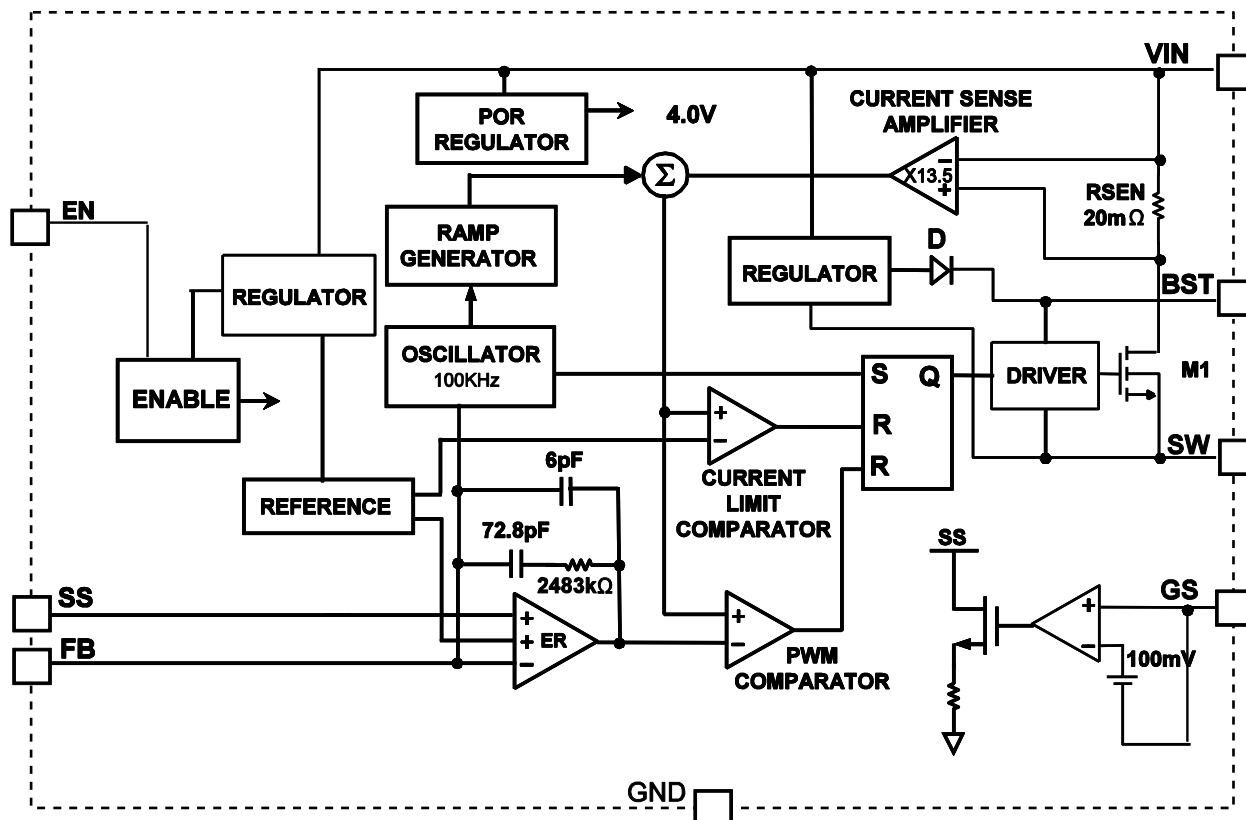 VIN
POR
REGULATOR
4.0V
CURRENT SENSE
AMPLIFIER
Σ
X13.5
−
+
RSEN
20mΩ
EN
RAMP
GENERATOR
REGULATOR
REGULATOR
D
BST
OSCILLATOR
100KHz
ENABLE
S
Q
R
R
DRIVER
M1
+
−
SW
6pF
CURRENT
LIMIT
COMPARATOR
REFERENCE
72.8pF
2483kΩ
SS
SS
GS
+
+
−
ER
FB
+
−
PWM
COMPARATOR
+
−
100mV
GND